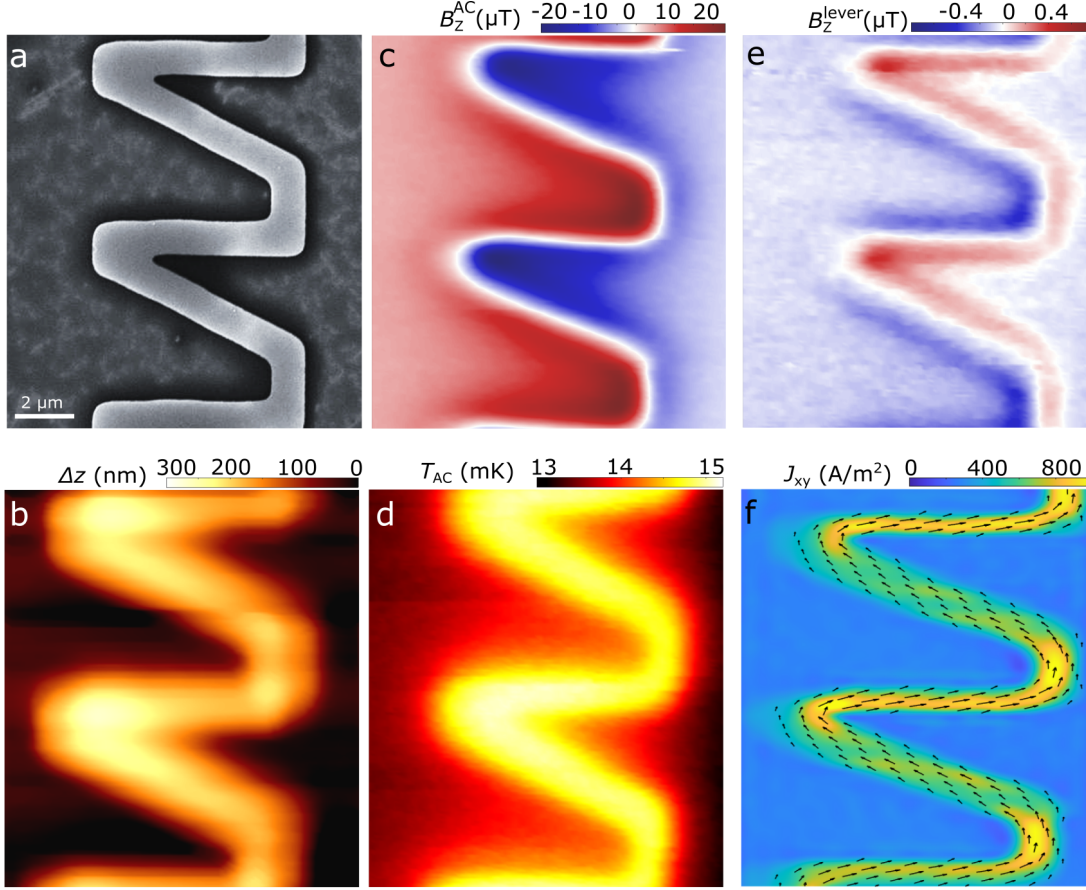 a
2 µm
B_Z^AC (µT) -20 -10 0 10 20
c
B_Z^lever (µT) -0.4 0 0.4
e
Δz (nm) 300 200 100 0
b
T_AC (mK) 13 14 15
d
J_xy (A/m²) 0 400 800
f